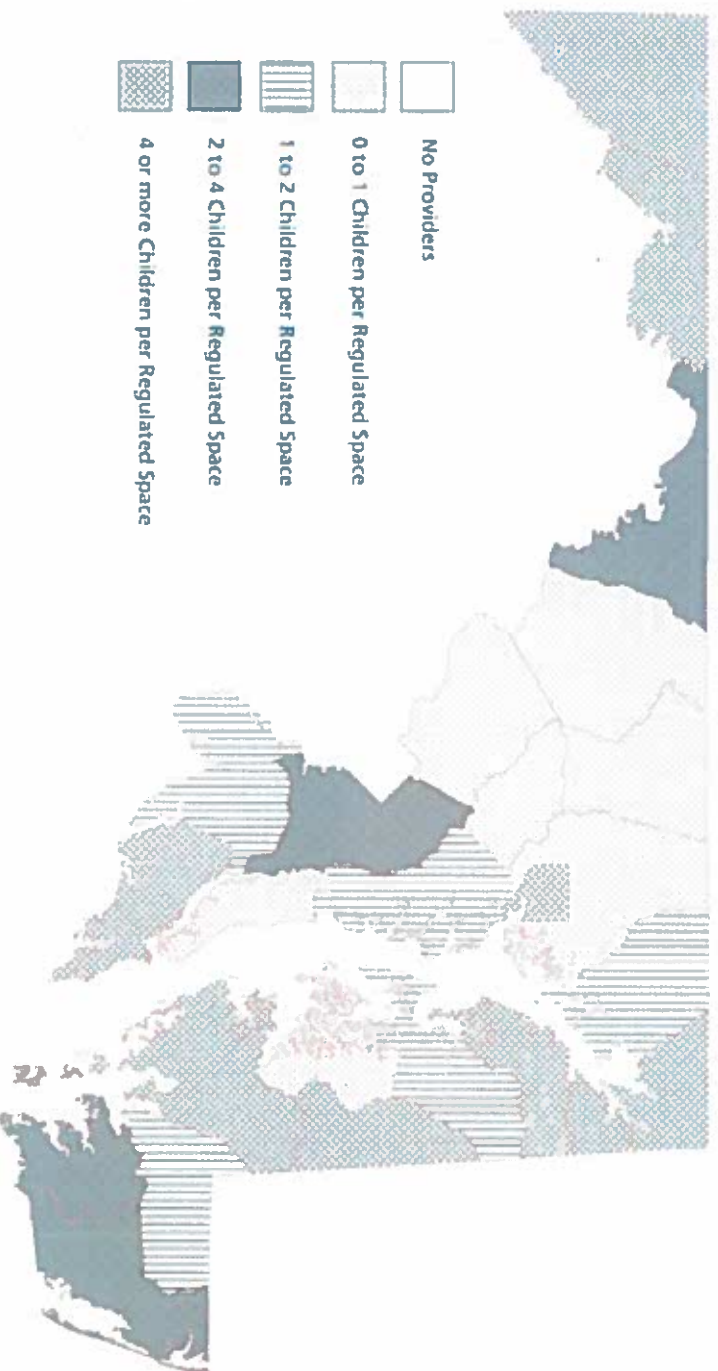 No Providers
0 to 1 Children per Regulated Space
1 to 2 Children per Regulated Space
2 to 4 Children per Regulated Space
4 or more Children per Regulated Space